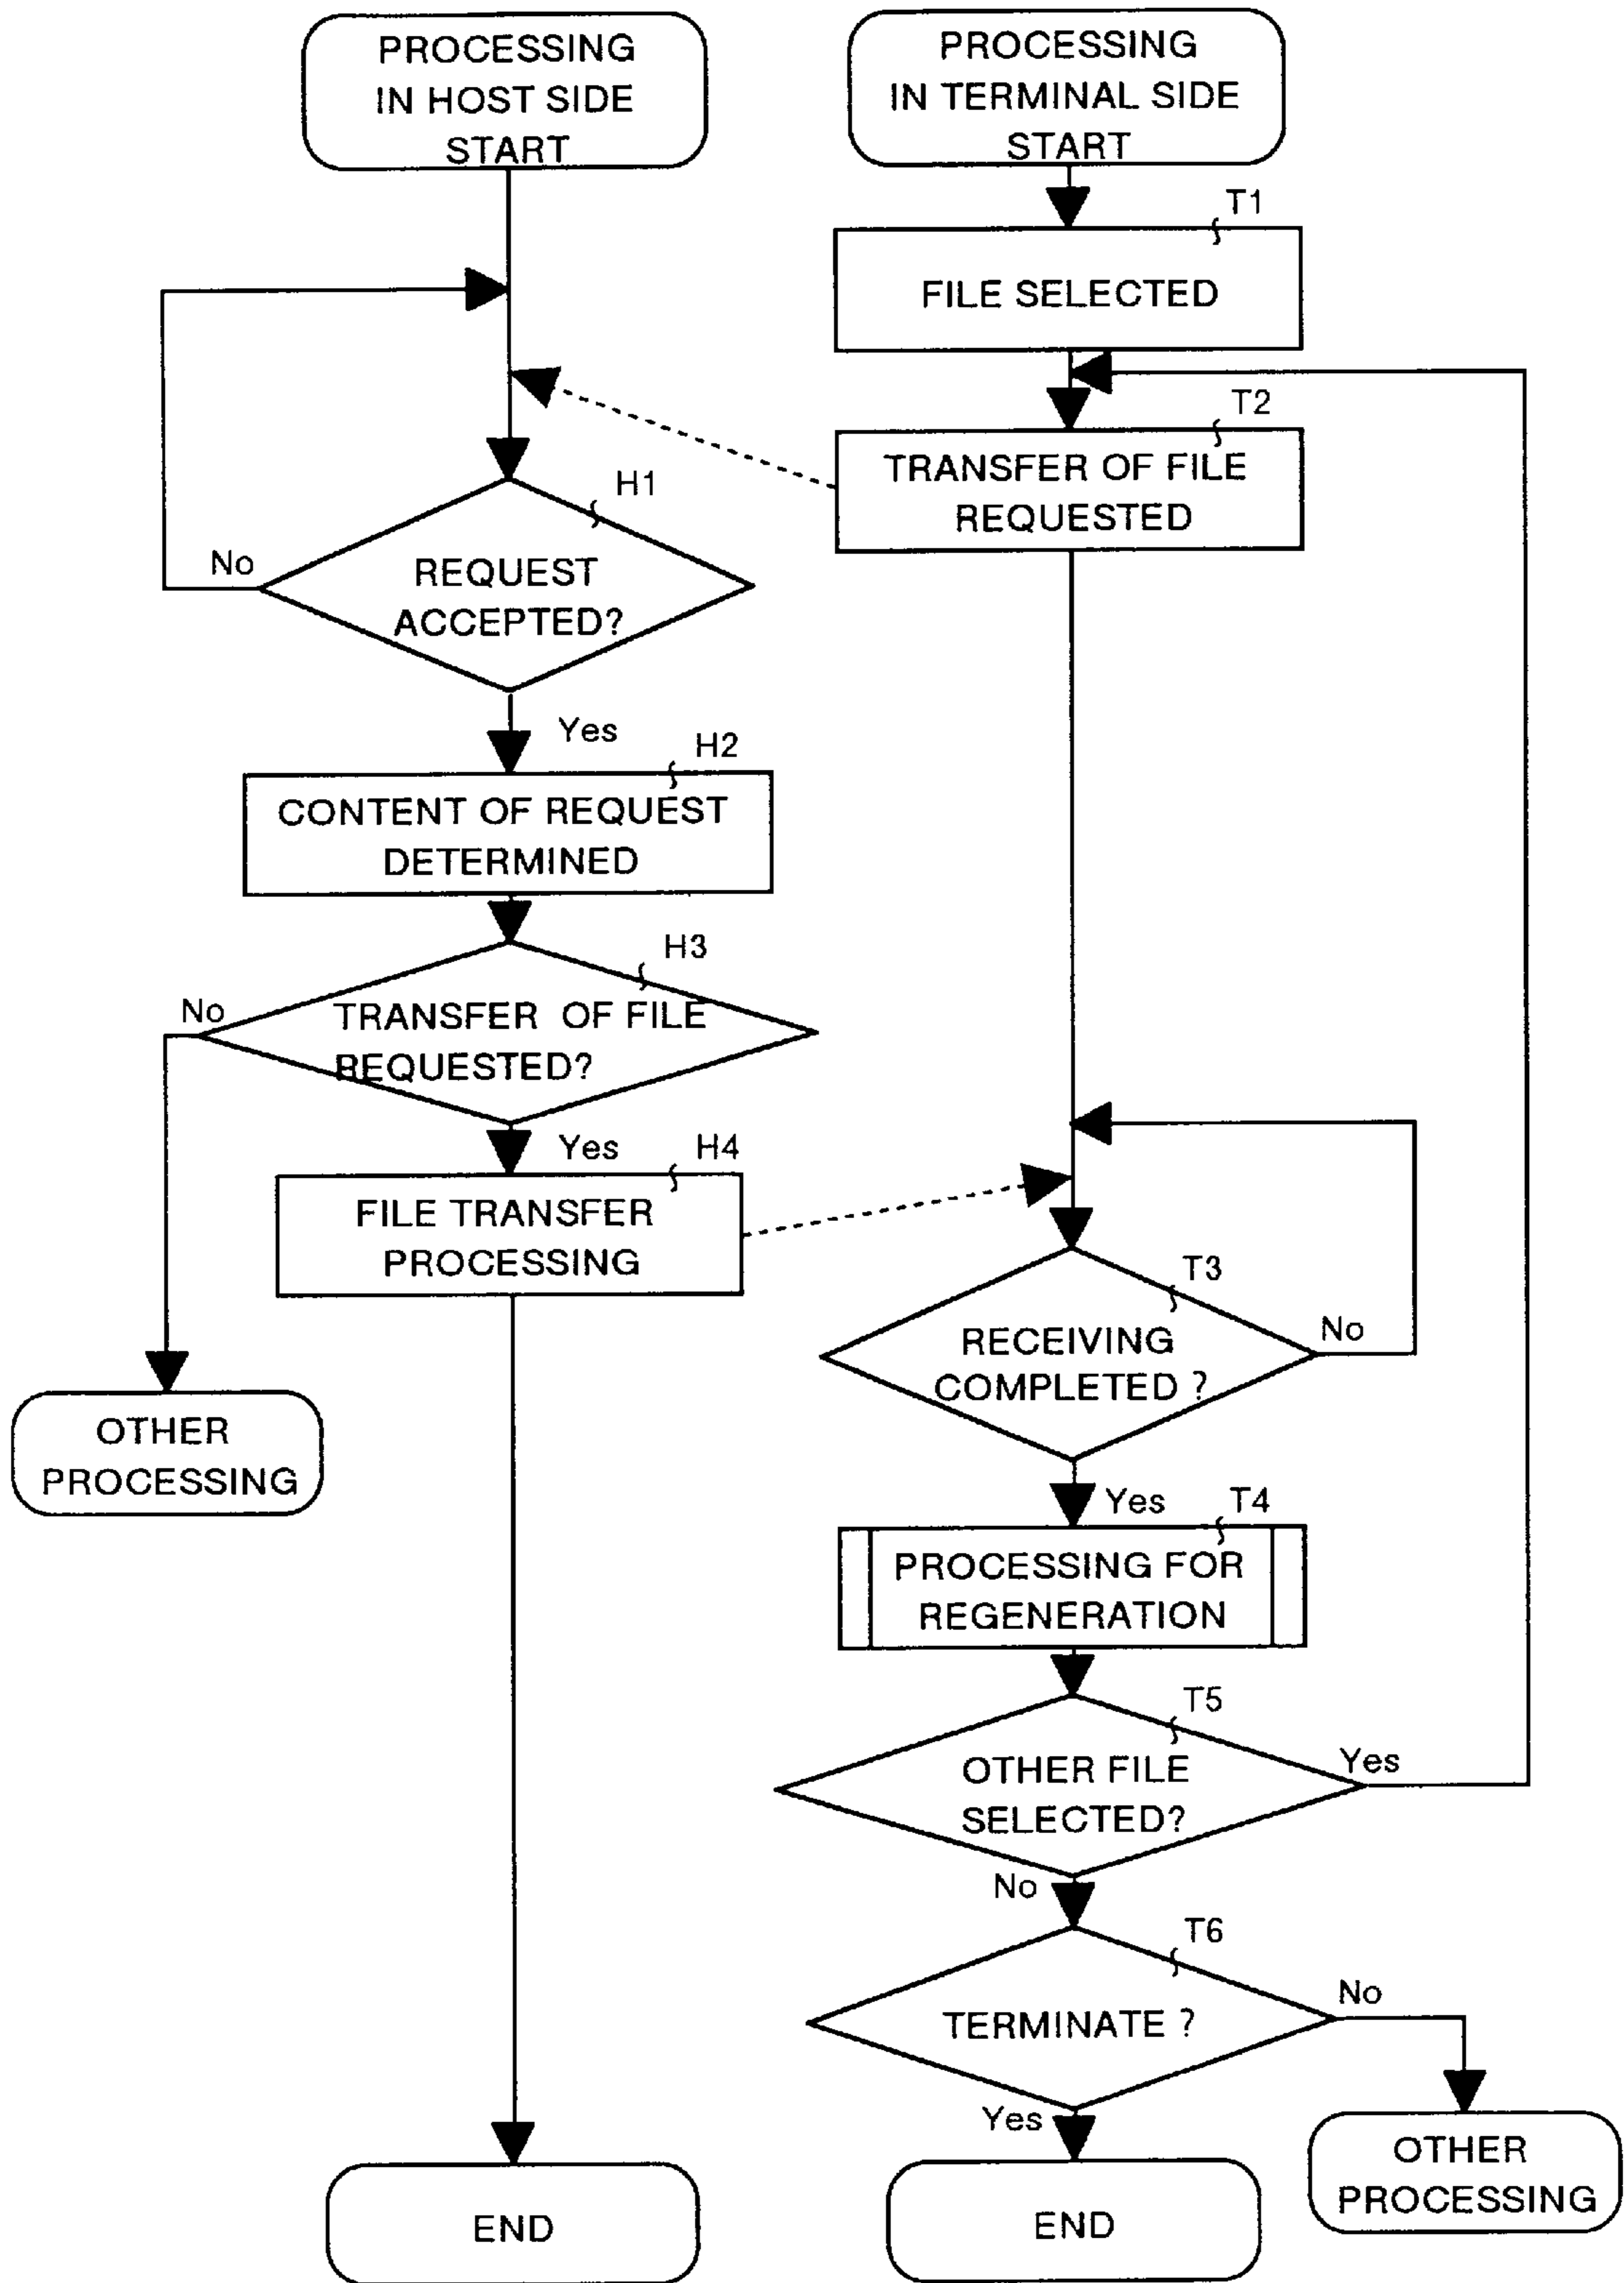 PROCESSING
IN HOST SIDE
START
No
H1
REQUEST
ACCEPTED?
Yes
H2
CONTENT OF REQUEST
DETERMINED
H3
No
TRANSFER OF FILE
REQUESTED?
Yes
H4
FILE TRANSFER
PROCESSING
OTHER
PROCESSING
END
PROCESSING
IN TERMINAL SIDE
START
T1
FILE SELECTED
T2
TRANSFER OF FILE
REQUESTED
T3
RECEIVING
COMPLETED ?
No
Yes
T4
PROCESSING FOR
REGENERATION
T5
OTHER FILE
SELECTED?
Yes
No
T6
TERMINATE ?
No
Yes
END
OTHER
PROCESSING